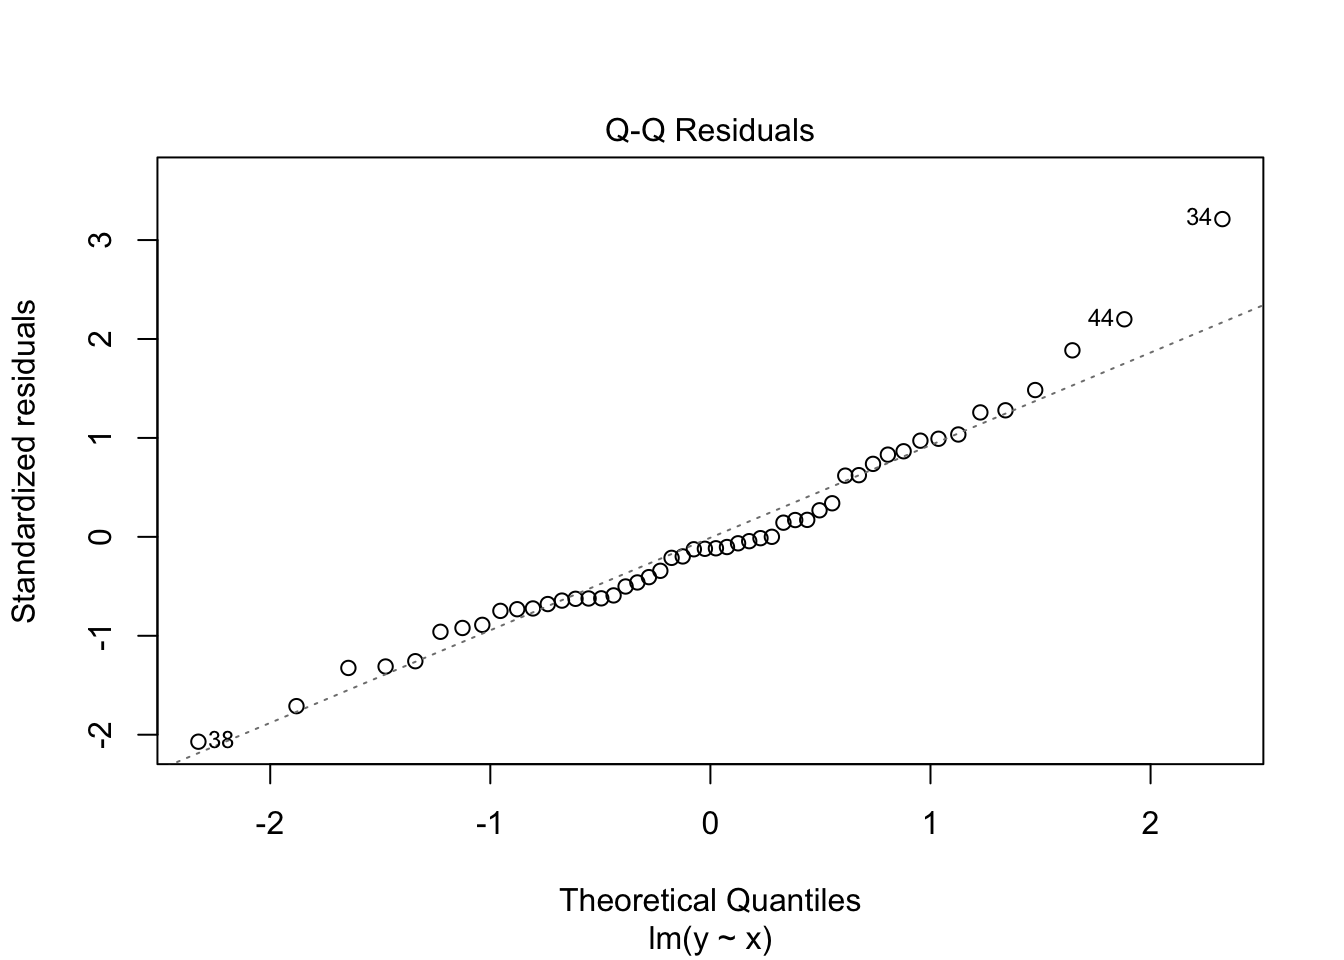 Q-Q Residuals
Standardized residuals
3
2
1
0
-1
-2
34
44
38
-2 -1 0 1 2
Theoretical Quantiles
lm(y ~ x)